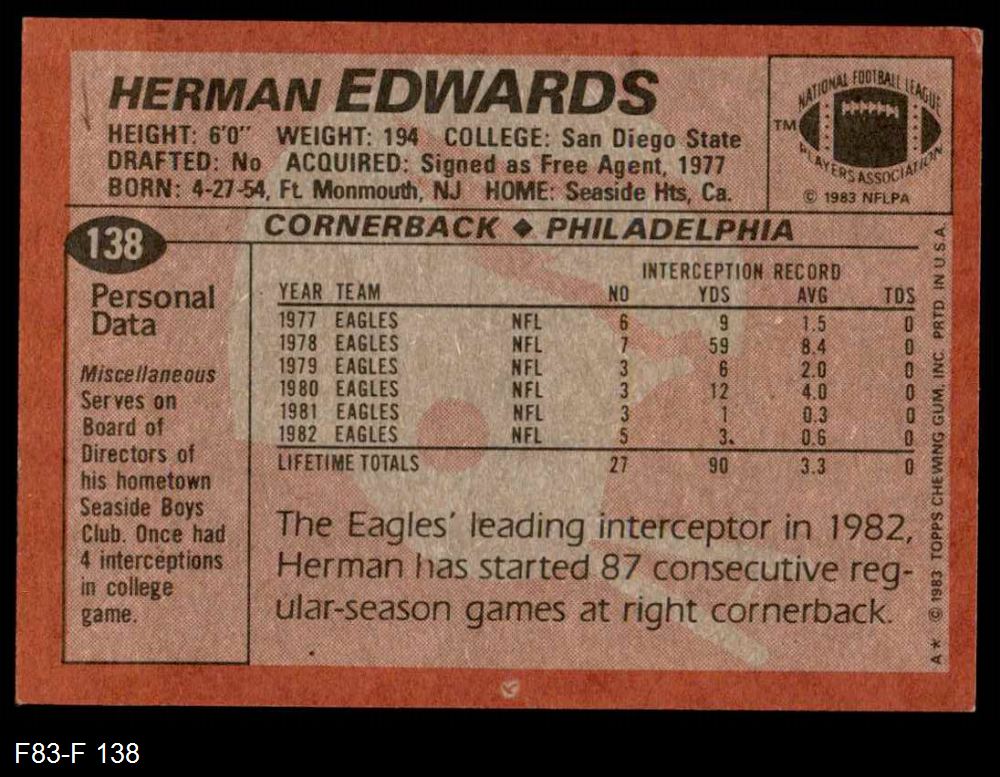 HERMAN EDWARDS
HEIGHT: 6'0" WEIGHT: 194 COLLEGE: San Diego State
DRAFTED: No ACQUIRED: Signed as Free Agent, 1977
BORN: 4-27-54, Ft. Monmouth, NJ HOME: Seaside Hts, Ca.
NATIONAL FOOTBALL LEAGUE
TM
PLAYERS ASSOCIATION
© 1983 NFLPA
138
CORNERBACK ◆ PHILADELPHIA
Personal
Data
Miscellaneous
Serves on
Board of
Directors of
his hometown
Seaside Boys
Club. Once had
4 interceptions
in college
game.
INTERCEPTION RECORD
YEAR TEAM NO YDS AVG TDS
1977 EAGLES NFL 6 9 1.5 0
1978 EAGLES NFL 7 59 8.4 0
1979 EAGLES NFL 3 6 2.0 0
1980 EAGLES NFL 3 12 4.0 0
1981 EAGLES NFL 3 1 0.3 0
1982 EAGLES NFL 5 3. 0.6 0
LIFETIME TOTALS 27 90 3.3 0
The Eagles' leading interceptor in 1982,
Herman has started 87 consecutive reg-
ular-season games at right cornerback.
A* © 1983 TOPPS CHEWING GUM, INC. PRTD IN U.S.A.
F83-F 138